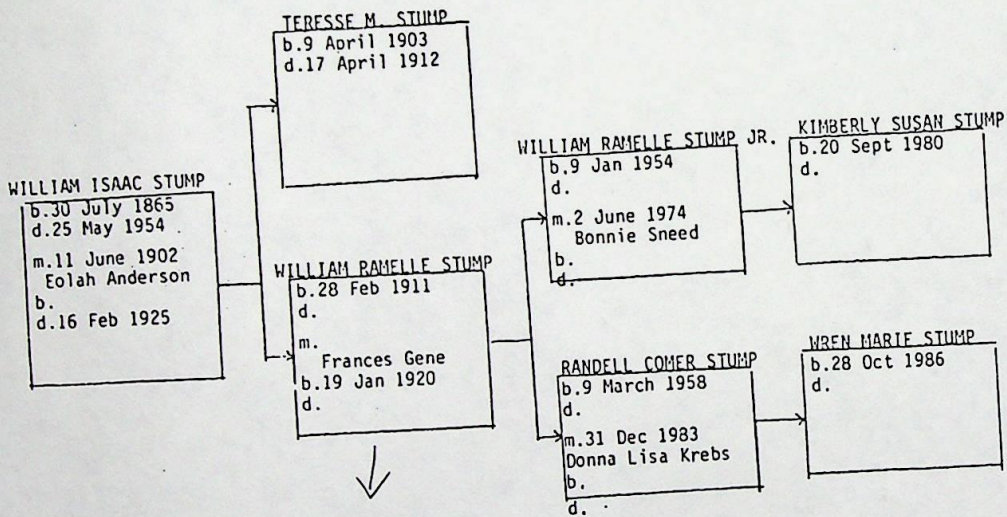 WILLIAM ISAAC STUMP
b.30 July 1865
d.25 May 1954
m.11 June 1902
Eolah Anderson
b.
d.16 Feb 1925
TERESSE M. STUMP
b.9 April 1903
d.17 April 1912
WILLIAM RAMELLE STUMP
b.28 Feb 1911
d.
m.
Frances Gene
b.19 Jan 1920
d.
WILLIAM RAMELLE STUMP JR.
b.9 Jan 1954
d.
m.2 June 1974
Bonnie Sneed
b.
d.
RANDELL COMER STUMP
b.9 March 1958
d.
m.31 Dec 1983
Donna Lisa Krebs
b.
d.
KIMBERLY SUSAN STUMP
b.20 Sept 1980
d.
WREN MARIE STUMP
b.28 Oct 1986
d.